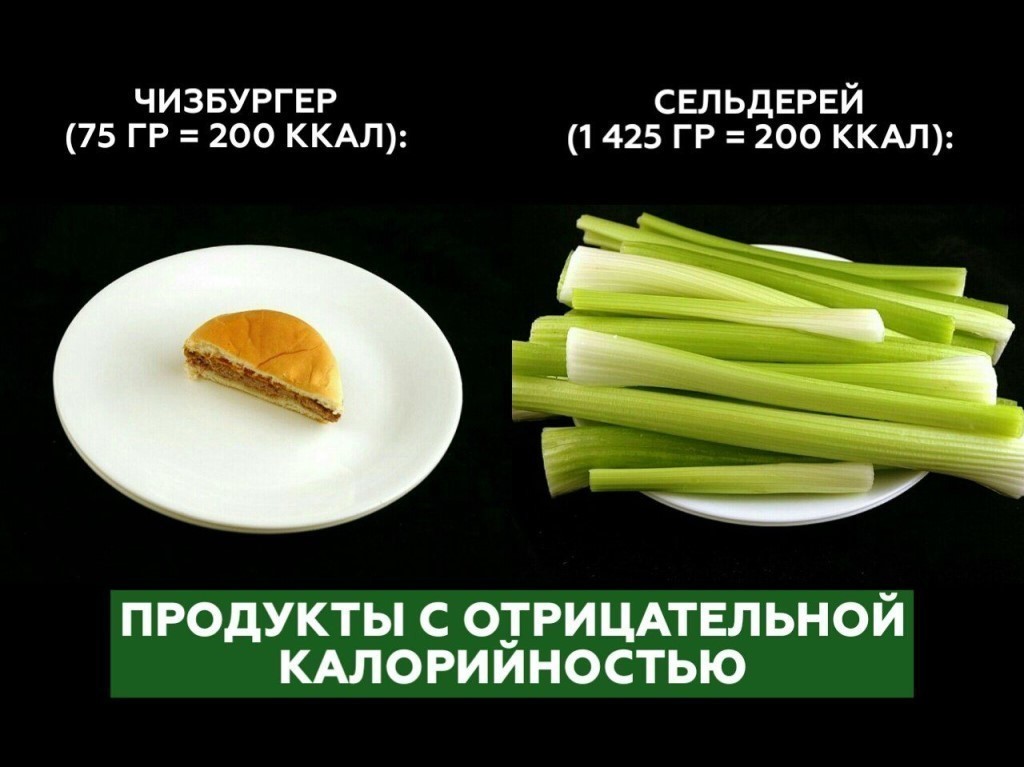 ЧИЗБУРГЕР
(75 ГР = 200 ККАЛ):
СЕЛЬДЕРЕЙ
(1 425 ГР = 200 ККАЛ):
ПРОДУКТЫ С ОТРИЦАТЕЛЬНОЙ
КАЛОРИЙНОСТЬЮ